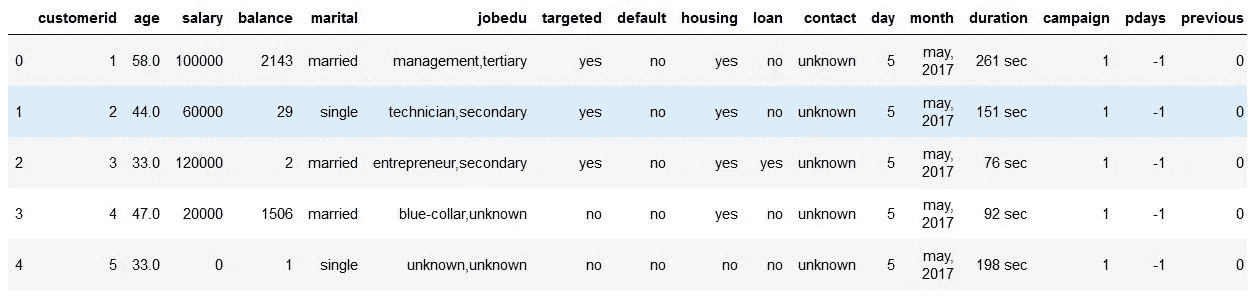 customerid age salary balance marital jobedu targeted default housing loan contact day month duration campaign pdays previous
0 1 58.0 100000 2143 married management,tertiary yes no yes no unknown 5 may, 2017 261 sec 1 -1 0
1 2 44.0 60000 29 single technician,secondary yes no yes no unknown 5 may, 2017 151 sec 1 -1 0
2 3 33.0 120000 2 married entrepreneur,secondary yes no yes yes unknown 5 may, 2017 76 sec 1 -1 0
3 4 47.0 20000 1506 married blue-collar,unknown no no yes no unknown 5 may, 2017 92 sec 1 -1 0
4 5 33.0 0 1 single unknown,unknown no no no no unknown 5 may, 2017 198 sec 1 -1 0